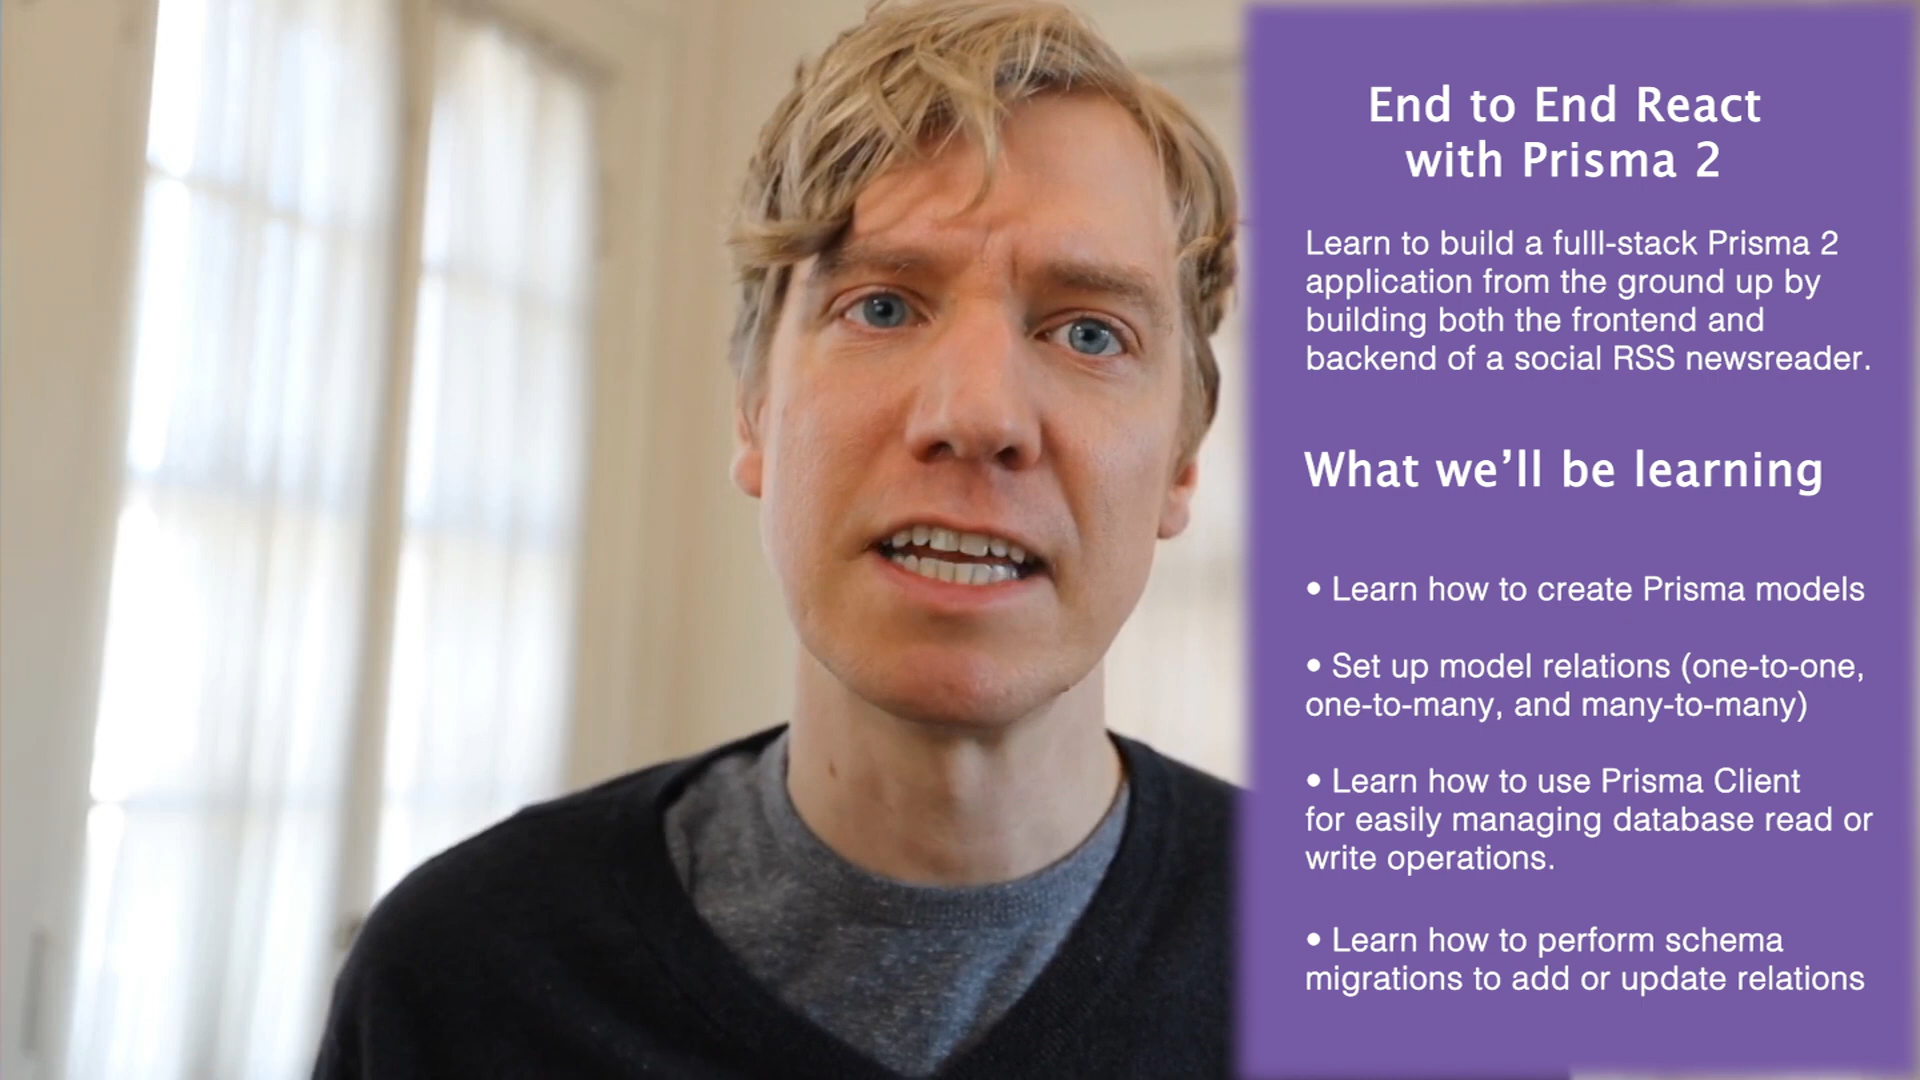 End to End React
with Prisma 2
Learn to build a fulll-stack Prisma 2
application from the ground up by
building both the frontend and
backend of a social RSS newsreader.
What we’ll be learning
• Learn how to create Prisma models
• Set up model relations (one-to-one,
one-to-many, and many-to-many)
• Learn how to use Prisma Client
for easily managing database read or
write operations.
• Learn how to perform schema
migrations to add or update relations